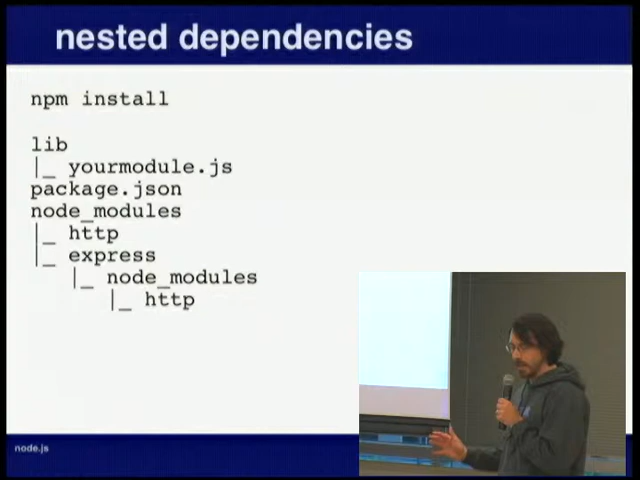 nested dependencies
npm install
lib
|_ yourmodule.js
package.json
node_modules
|_ http
|_ express
|_ node_modules
|_ http
node.js